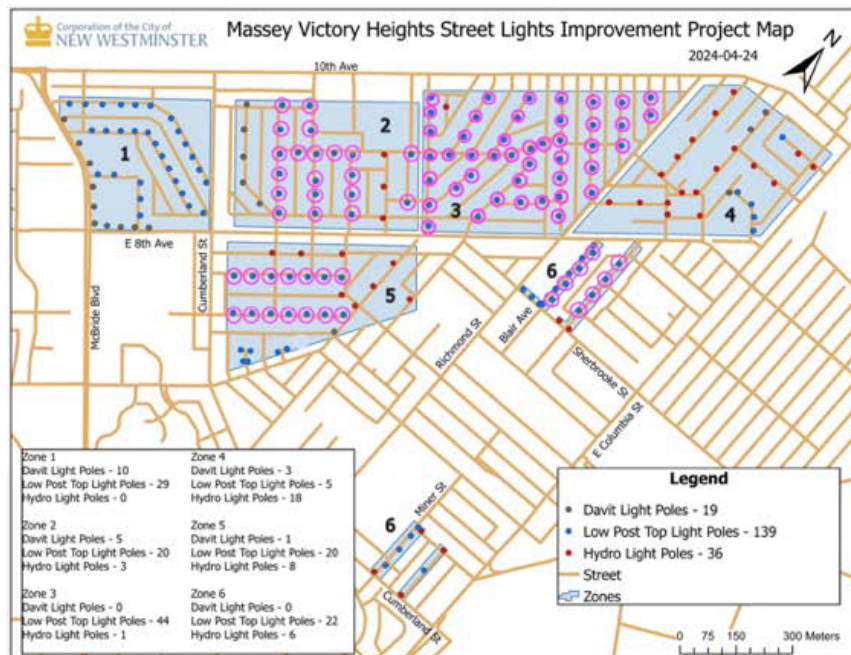 Corporation of the City of
NEW WESTMINSTER
Massey Victory Heights Street Lights Improvement Project Map
2024-04-24
N
10th Ave
1
2
3
4
E 8th Ave
McBride Blvd
Cumberland St
5
6
Richmond St
Blair Ave
Sherbrooke St
E Columbia St
Miner St
6
Cumberland St
Zone 1
Davit Light Poles - 10
Low Post Top Light Poles - 29
Hydro Light Poles - 0
Zone 2
Davit Light Poles - 5
Low Post Top Light Poles - 20
Hydro Light Poles - 3
Zone 3
Davit Light Poles - 0
Low Post Top Light Poles - 44
Hydro Light Poles - 1
Zone 4
Davit Light Poles - 3
Low Post Top Light Poles - 5
Hydro Light Poles - 18
Zone 5
Davit Light Poles - 1
Low Post Top Light Poles - 20
Hydro Light Poles - 8
Zone 6
Davit Light Poles - 0
Low Post Top Light Poles - 22
Hydro Light Poles - 6
Legend
Davit Light Poles - 19
Low Post Top Light Poles - 139
Hydro Light Poles - 36
Street
Zones
0 75 150 300 Meters